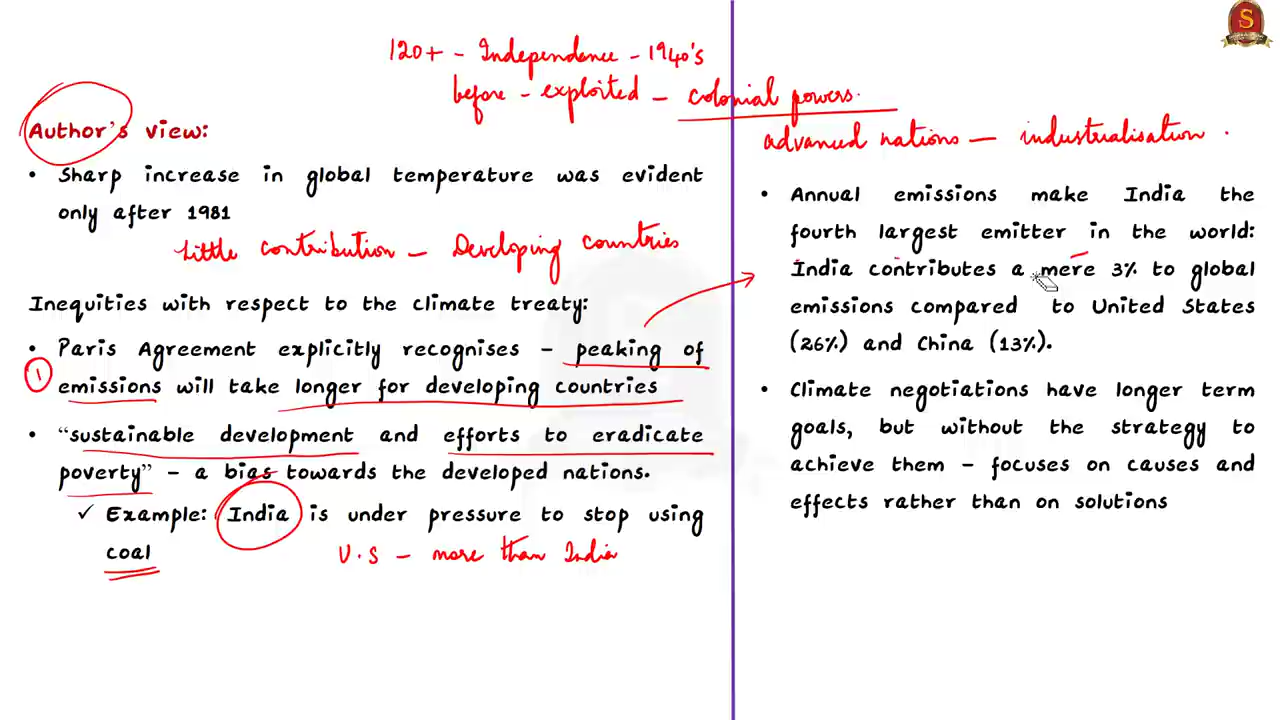 120+ - Independence - 1940's
before - exploited - colonial powers.
Author's view:
• Sharp increase in global temperature was evident
only after 1981
Little contribution - Developing countries
Inequities with respect to the climate treaty:
• Paris Agreement explicitly recognises – peaking of
1
emissions will take longer for developing countries
• "sustainable development and efforts to eradicate
poverty" – a bias towards the developed nations.
✓ Example: India is under pressure to stop using
coal
U.S - more than India
S
advanced nations - industrialisation.
• Annual emissions make India the
fourth largest emitter in the world:
India contributes a mere 3% to global
emissions compared to United States
(26%) and China (13%).
• Climate negotiations have longer term
goals, but without the strategy to
achieve them – focuses on causes and
effects rather than on solutions